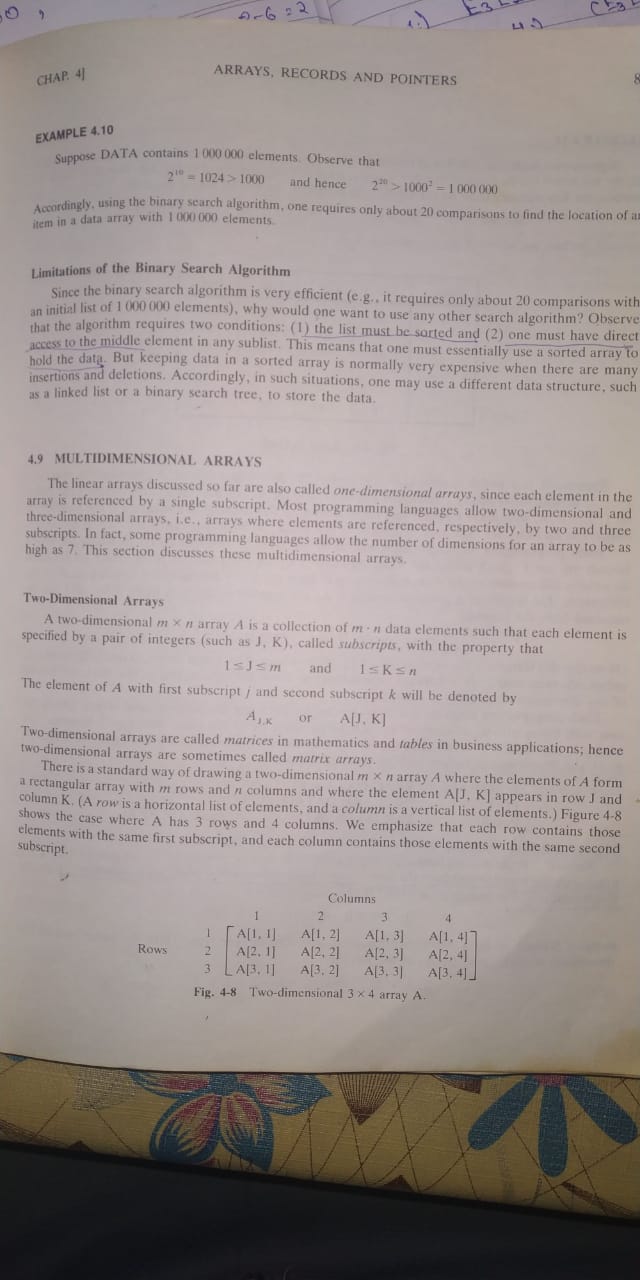 9-6=2
CHAP. 4]
ARRAYS, RECORDS AND POINTERS
8
EXAMPLE 4.10
Suppose DATA contains 1 000 000 elements. Observe that
2¹⁰ = 1024 > 1000 and hence 2²⁰ > 1000² = 1 000 000
Accordingly, using the binary search algorithm, one requires only about 20 comparisons to find the location of
item in a data array with 1 000 000 elements.
Limitations of the Binary Search Algorithm
Since the binary search algorithm is very efficient (e.g., it requires only about 20 comparisons with
an initial list of 1 000 000 elements), why would one want to use any other search algorithm? Observe
that the algorithm requires two conditions: (1) the list must be sorted and (2) one must have direct
access to the middle element in any sublist. This means that one must essentially use a sorted array to
hold the data. But keeping data in a sorted array is normally very expensive when there are many
insertions and deletions. Accordingly, in such situations, one may use a different data structure, such
as a linked list or a binary search tree, to store the data.
4.9 MULTIDIMENSIONAL ARRAYS
The linear arrays discussed so far are also called one-dimensional arrays, since each element in the
array is referenced by a single subscript. Most programming languages allow two-dimensional and
three-dimensional arrays, i.e., arrays where elements are referenced, respectively, by two and three
subscripts. In fact, some programming languages allow the number of dimensions for an array to be as
high as 7. This section discusses these multidimensional arrays.
Two-Dimensional Arrays
A two-dimensional m × n array A is a collection of m · n data elements such that each element is
specified by a pair of integers (such as J, K), called subscripts, with the property that
1 ≤ J ≤ m and 1 ≤ K ≤ n
The element of A with first subscript j and second subscript k will be denoted by
A_J,K or A[J, K]
Two-dimensional arrays are called matrices in mathematics and tables in business applications; hence
two-dimensional arrays are sometimes called matrix arrays.
There is a standard way of drawing a two-dimensional m × n array A where the elements of A form
a rectangular array with m rows and n columns and where the element A[J, K] appears in row J and
column K. (A row is a horizontal list of elements, and a column is a vertical list of elements.) Figure 4-8
shows the case where A has 3 rows and 4 columns. We emphasize that each row contains those
elements with the same first subscript, and each column contains those elements with the same second
subscript.
Columns
1 2 3 4
1 A[1, 1] A[1, 2] A[1, 3] A[1, 4]
Rows 2 A[2, 1] A[2, 2] A[2, 3] A[2, 4]
3 A[3, 1] A[3, 2] A[3, 3] A[3, 4]
Fig. 4-8 Two-dimensional 3 × 4 array A.